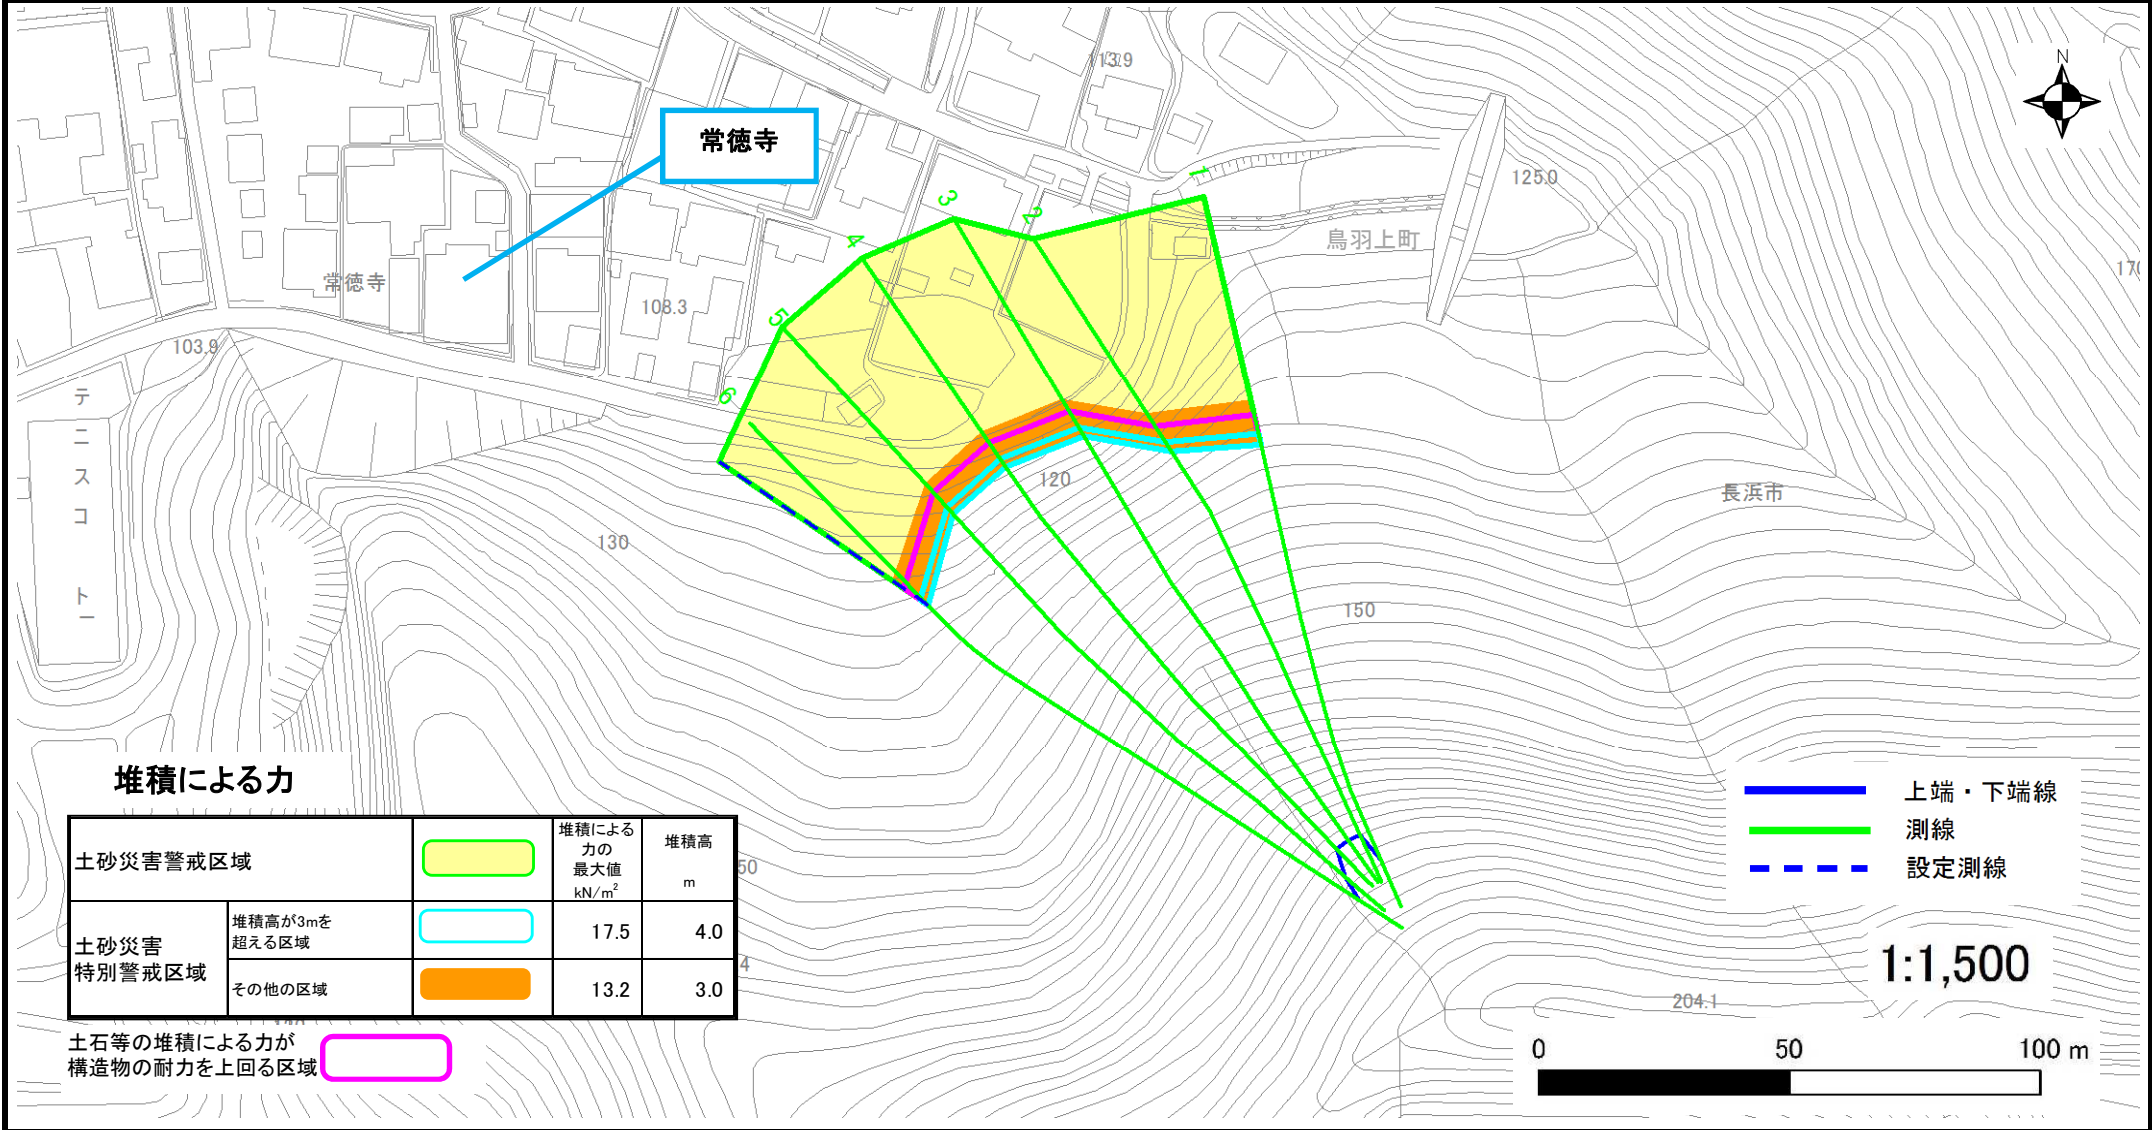 113.9
N
常徳寺
1
125.0
3
2
鳥羽上町
4
170
常徳寺
108.3
5
103.9
6
テニスコート
120
長浜市
130
150
堆積による力
上端・下端線
測線
設定測線
土砂災害警戒区域
堆積による
力の
最大値
kN/m²
堆積高
m
50
土砂災害
特別警戒区域
堆積高が3mを
超える区域
17.5
4.0
4
その他の区域
13.2
3.0
1:1,500
204.1
土石等の堆積による力が
構造物の耐力を上回る区域
0
50
100 m